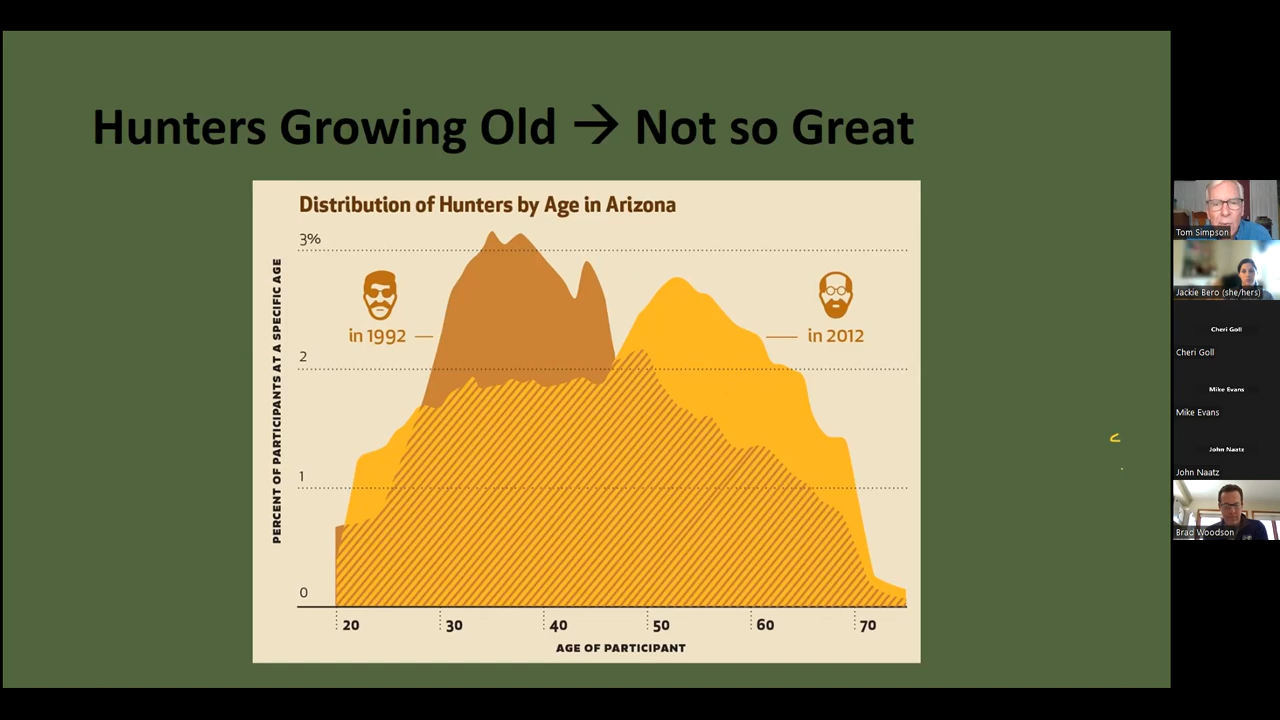 Hunters Growing Old → Not so Great
Distribution of Hunters by Age in Arizona
3%
in 1992
in 2012
2
1
0
PERCENT OF PARTICIPANTS AT A SPECIFIC AGE
20 30 40 50 60 70
AGE OF PARTICIPANT
Tom Simpson
Jackie Bero (she/hers)
Cheri Goll
Cheri Goll
Mike Evans
Mike Evans
John Naatz
John Naatz
Brad Woodson